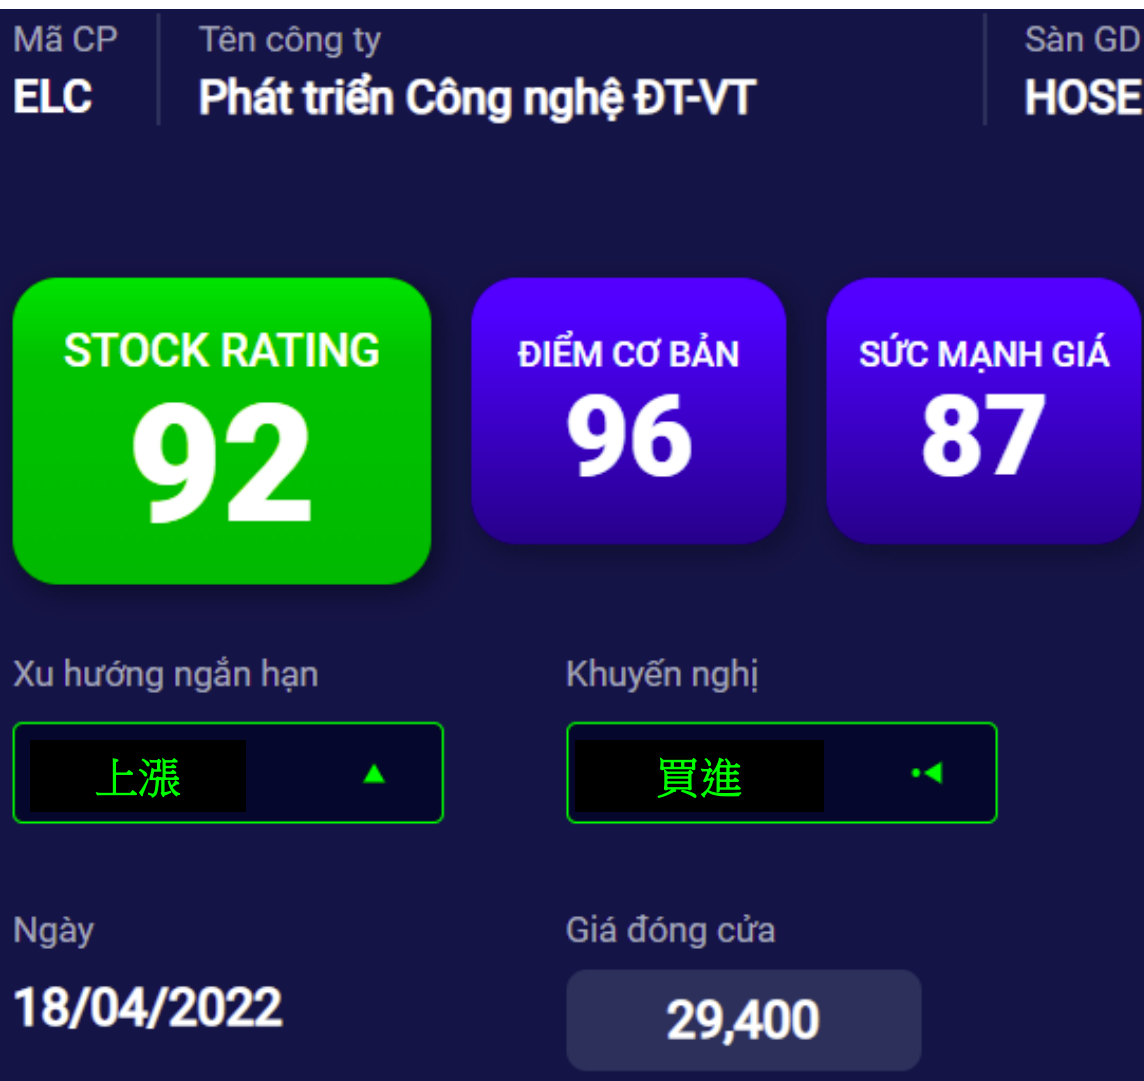 Mã CP
ELC
Tên công ty
Phát triển Công nghệ ĐT-VT
Sàn GD
HOSE
STOCK RATING
92
ĐIỂM CƠ BẢN
96
SỨC MẠNH GIÁ
87
Xu hướng ngắn hạn
上漲
Khuyến nghị
買進
Ngày
18/04/2022
Giá đóng cửa
29,400